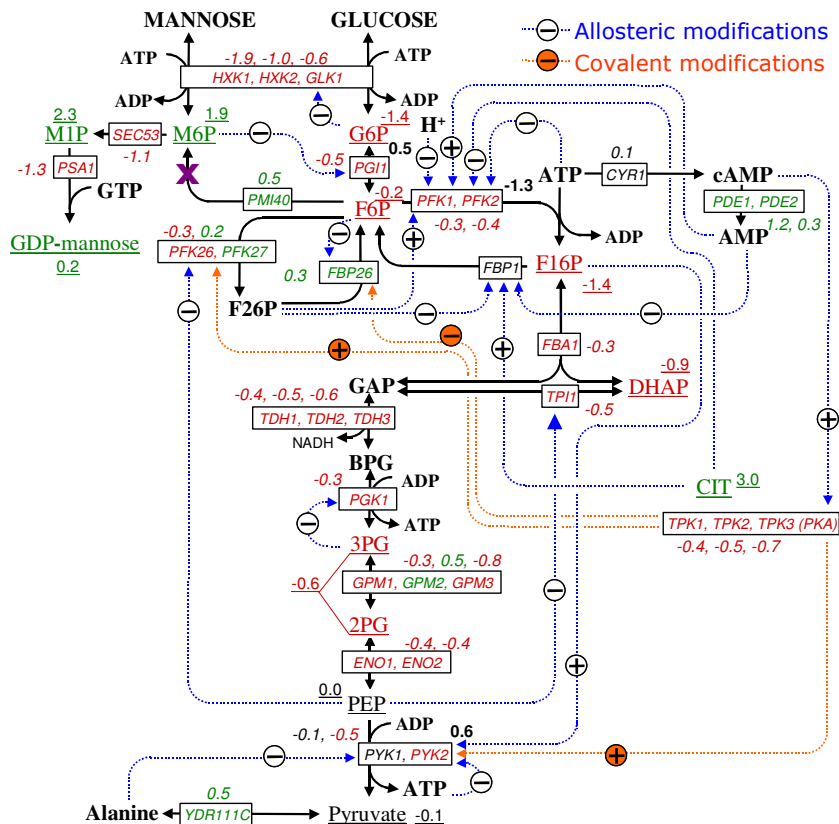 MANNOSE GLUCOSE
− Allosteric modifications
− Covalent modifications
ATP -1.9, -1.0, -0.6 ATP
HXK1, HXK2, GLK1
ADP ADP
2.3 1.9 − − -1.4 H+
M1P SEC53 M6P G6P 0.5 − + − −
-1.1
-1.3 PSA1 -0.5 PGI1
GTP
ATP 0.1 cAMP
CYR1
0.5 -0.2 PFK1, PFK2 -1.3
PMI40 F6P -0.3, -0.4
PDE1, PDE2
1.2, 0.3
AMP
ADP
GDP-mannose
0.2
-0.3, 0.2
PFK26, PFK27
− +
0.3 FBP26 FBP1 F16P
-1.4
F26P
− − −
+ − + -0.3
FBA1
+
-0.9
GAP DHAP
TPI1
-0.5
-0.4, -0.5, -0.6
TDH1, TDH2, TDH3
NADH
BPG
ADP
-0.3
PGK1
−
ATP
CIT 3.0
TPK1, TPK2, TPK3 (PKA)
-0.4, -0.5, -0.7
3PG
-0.3, 0.5, -0.8
-0.6 GPM1, GPM2, GPM3
−
2PG
-0.4, -0.4
ENO1, ENO2
+
0.0
PEP
ADP
-0.1, -0.5 0.6
PYK1, PYK2
− +
ATP −
0.5
Alanine YDR111C Pyruvate -0.1